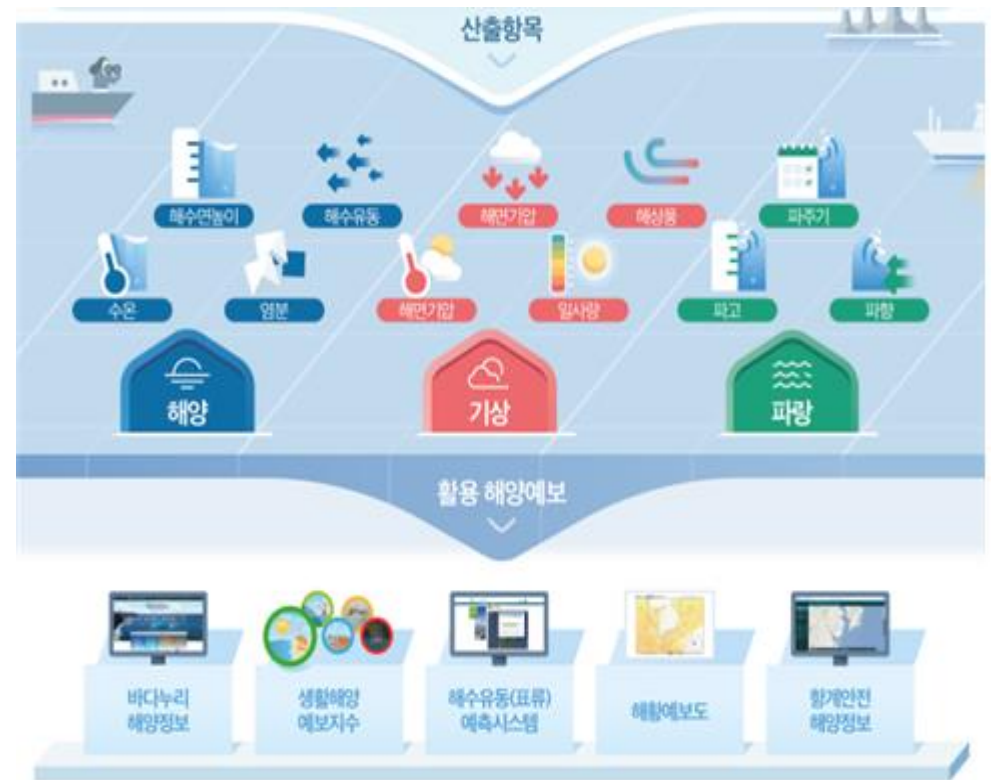 산출항목
해수면높이
해수유동
해면기압
해상풍
파주기
수온
염분
해면기압
일사량
파고
파향
해양
기상
파랑
활용 해양예보
바다누리
해양정보
생활해양
예보지수
해수유동(표류)
예측시스템
해황예보도
항계안전
해양정보